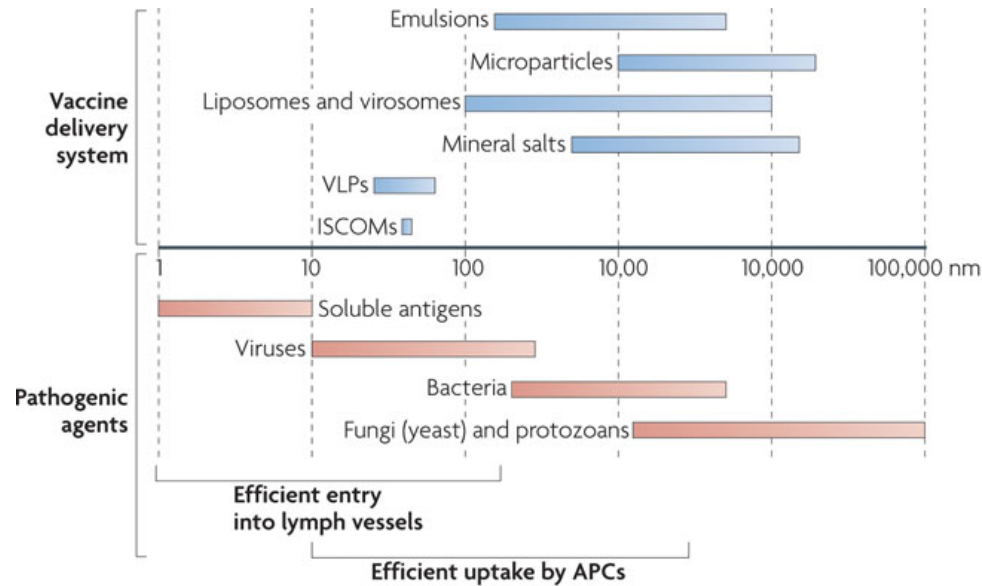 Emulsions
Microparticles
Liposomes and virosomes
Mineral salts
VLPs
ISCOMs
Vaccine
delivery
system
1 10 100 10,00 10,000 100,000 nm
Soluble antigens
Viruses
Bacteria
Fungi (yeast) and protozoans
Pathogenic
agents
Efficient entry
into lymph vessels
Efficient uptake by APCs